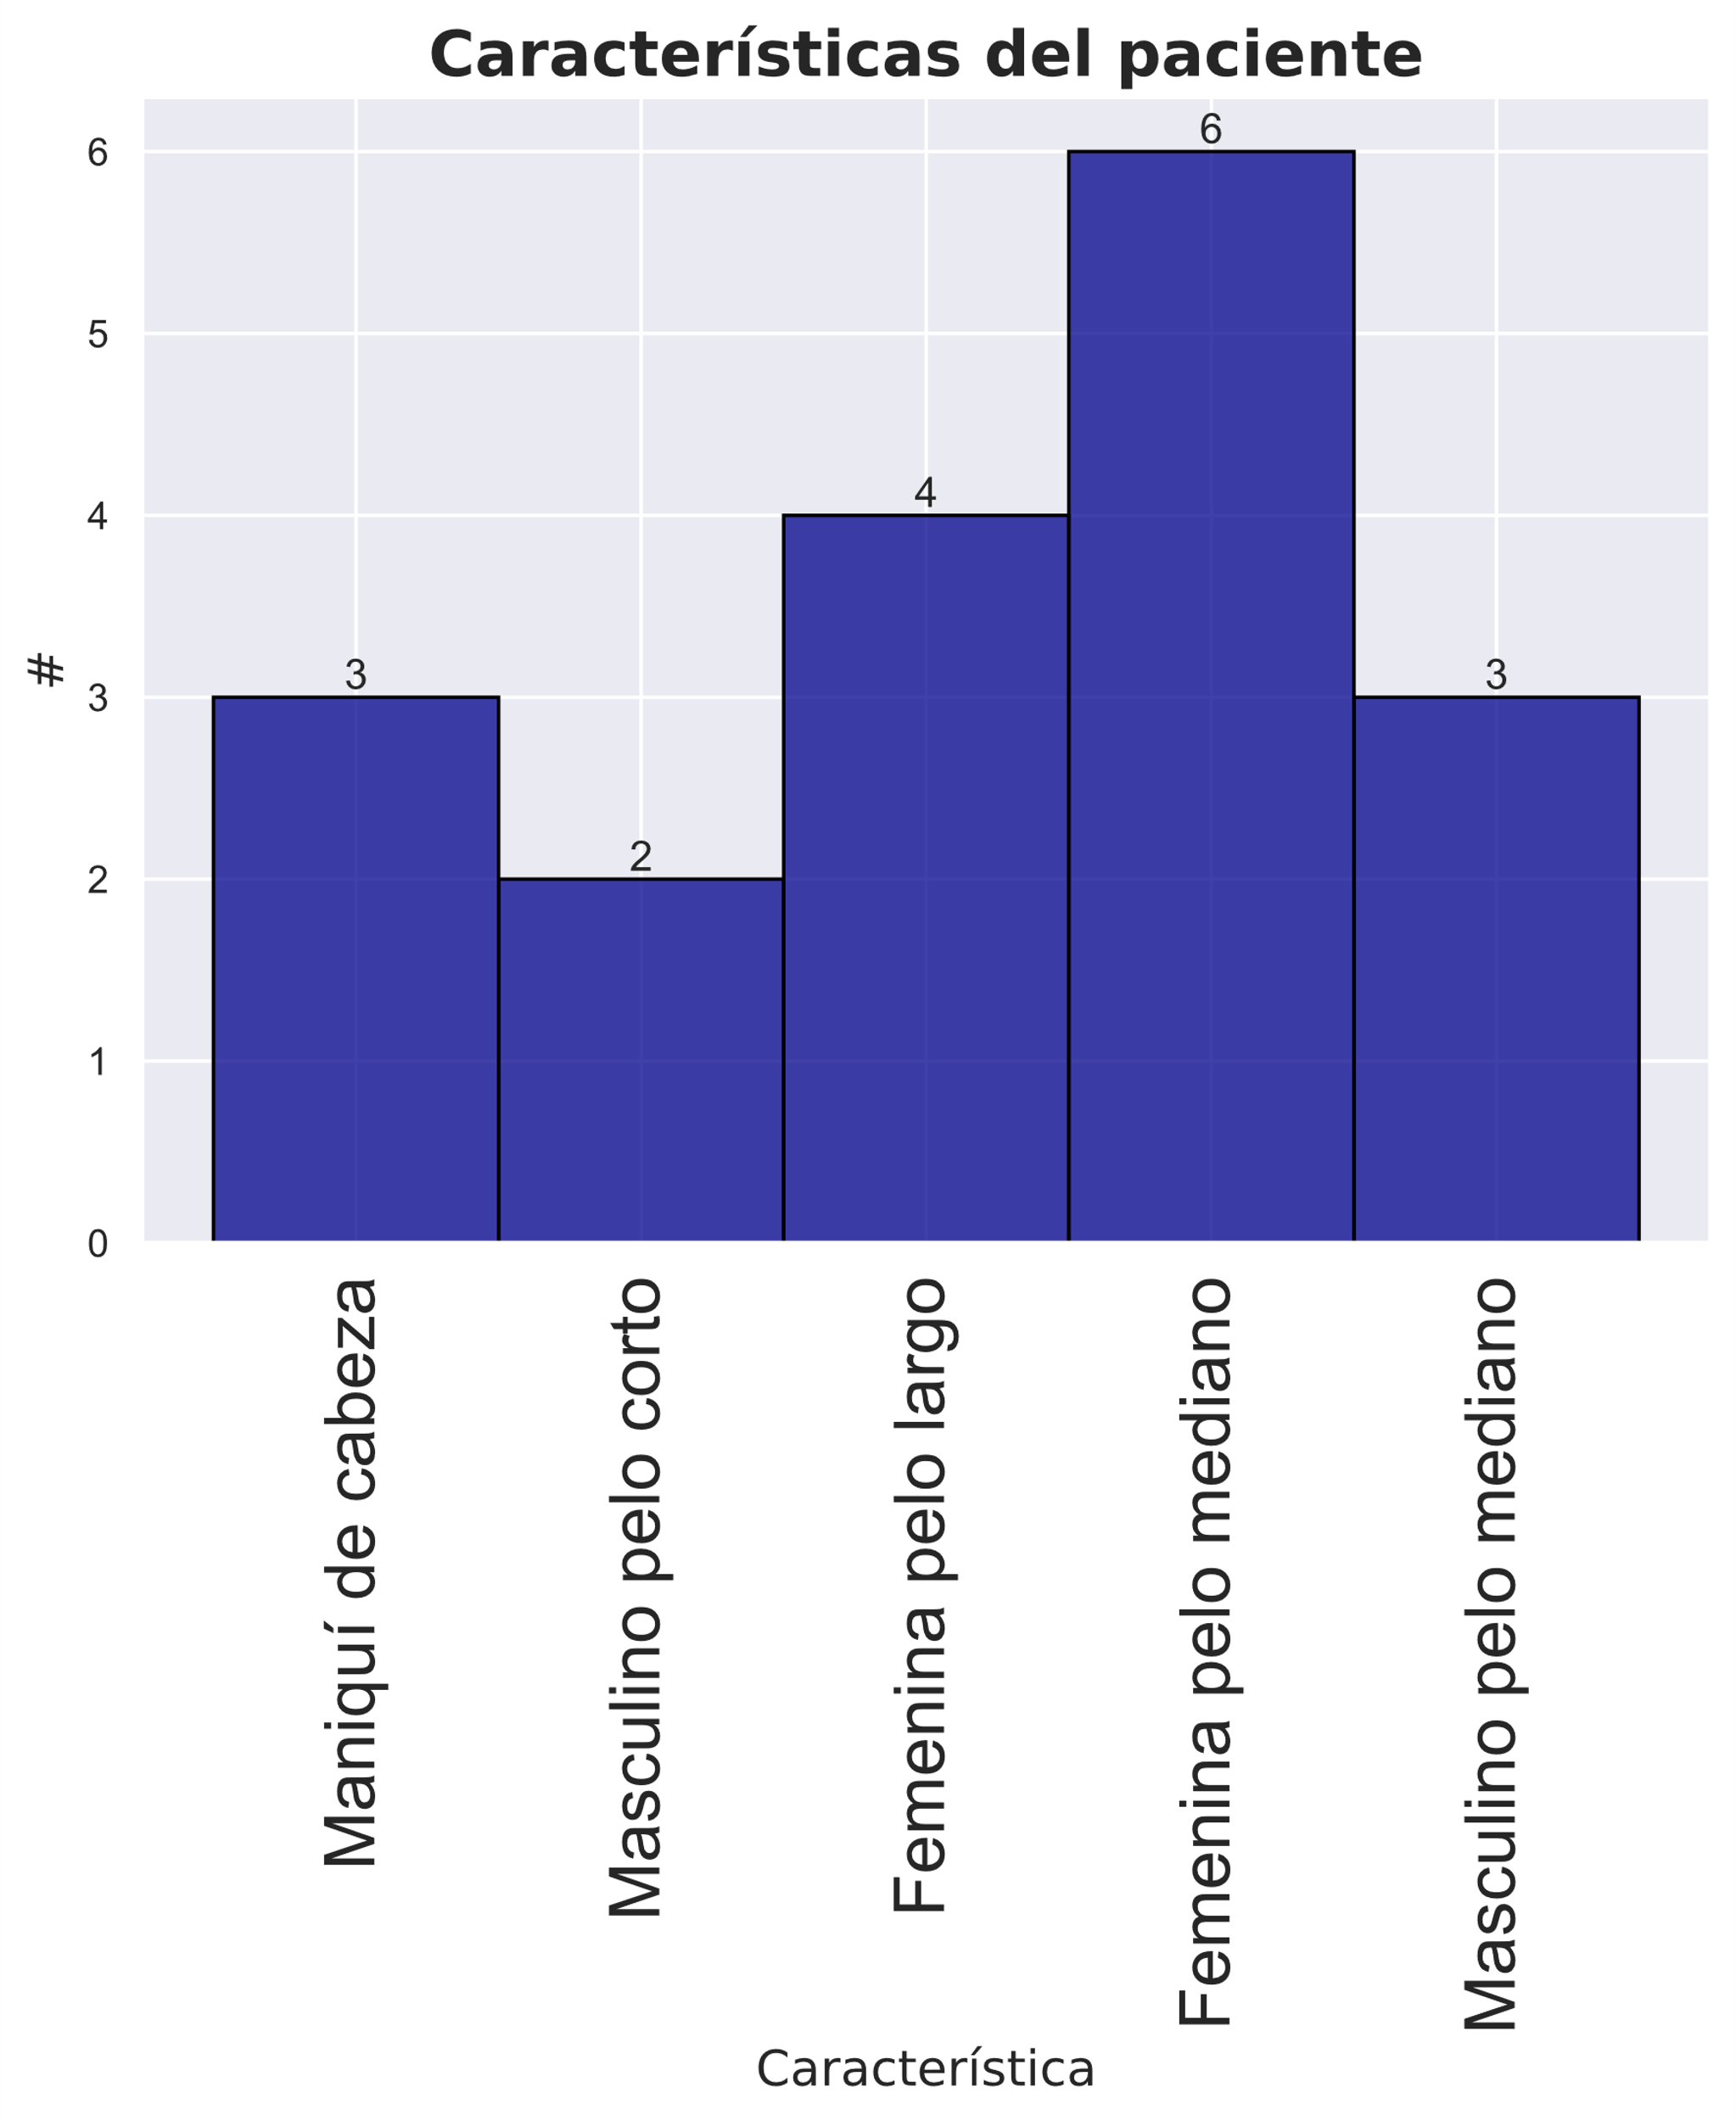 Características del paciente
6
5
4
3
2
1
0
#
3
2
4
6
3
Maniquí de cabeza
Masculino pelo corto
Femenina pelo largo
Femenina pelo mediano
Masculino pelo mediano
Característica